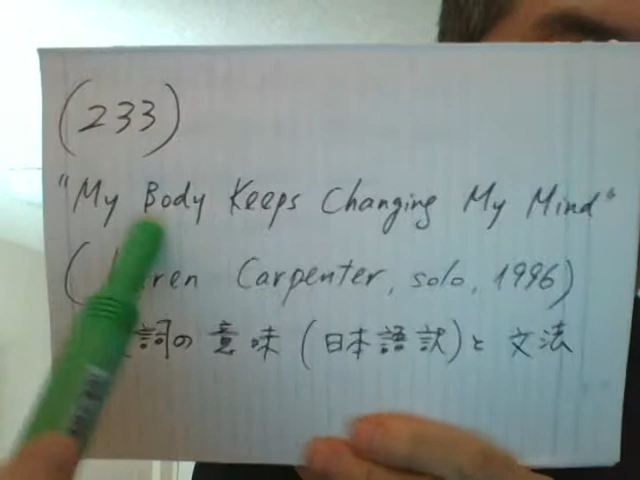 (233)
"My Body Keeps Changing My Mind"
( ren Carpenter, solo, 1996)
詞の意味(日本語訳)と文法